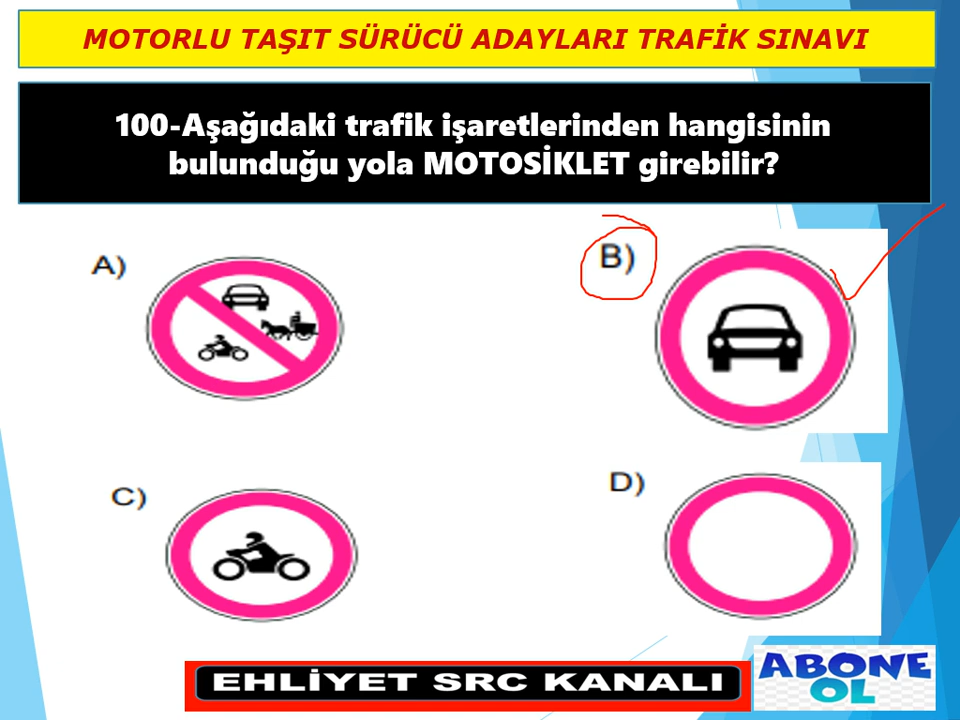 MOTORLU TAŞIT SÜRÜCÜ ADAYLARI TRAFİK SINAVI
100-Aşağıdaki trafik işaretlerinden hangisinin
bulunduğu yola MOTOSİKLET girebilir?
A)
B)
C)
D)
EHLİYET SRC KANALI
ABONE
OL